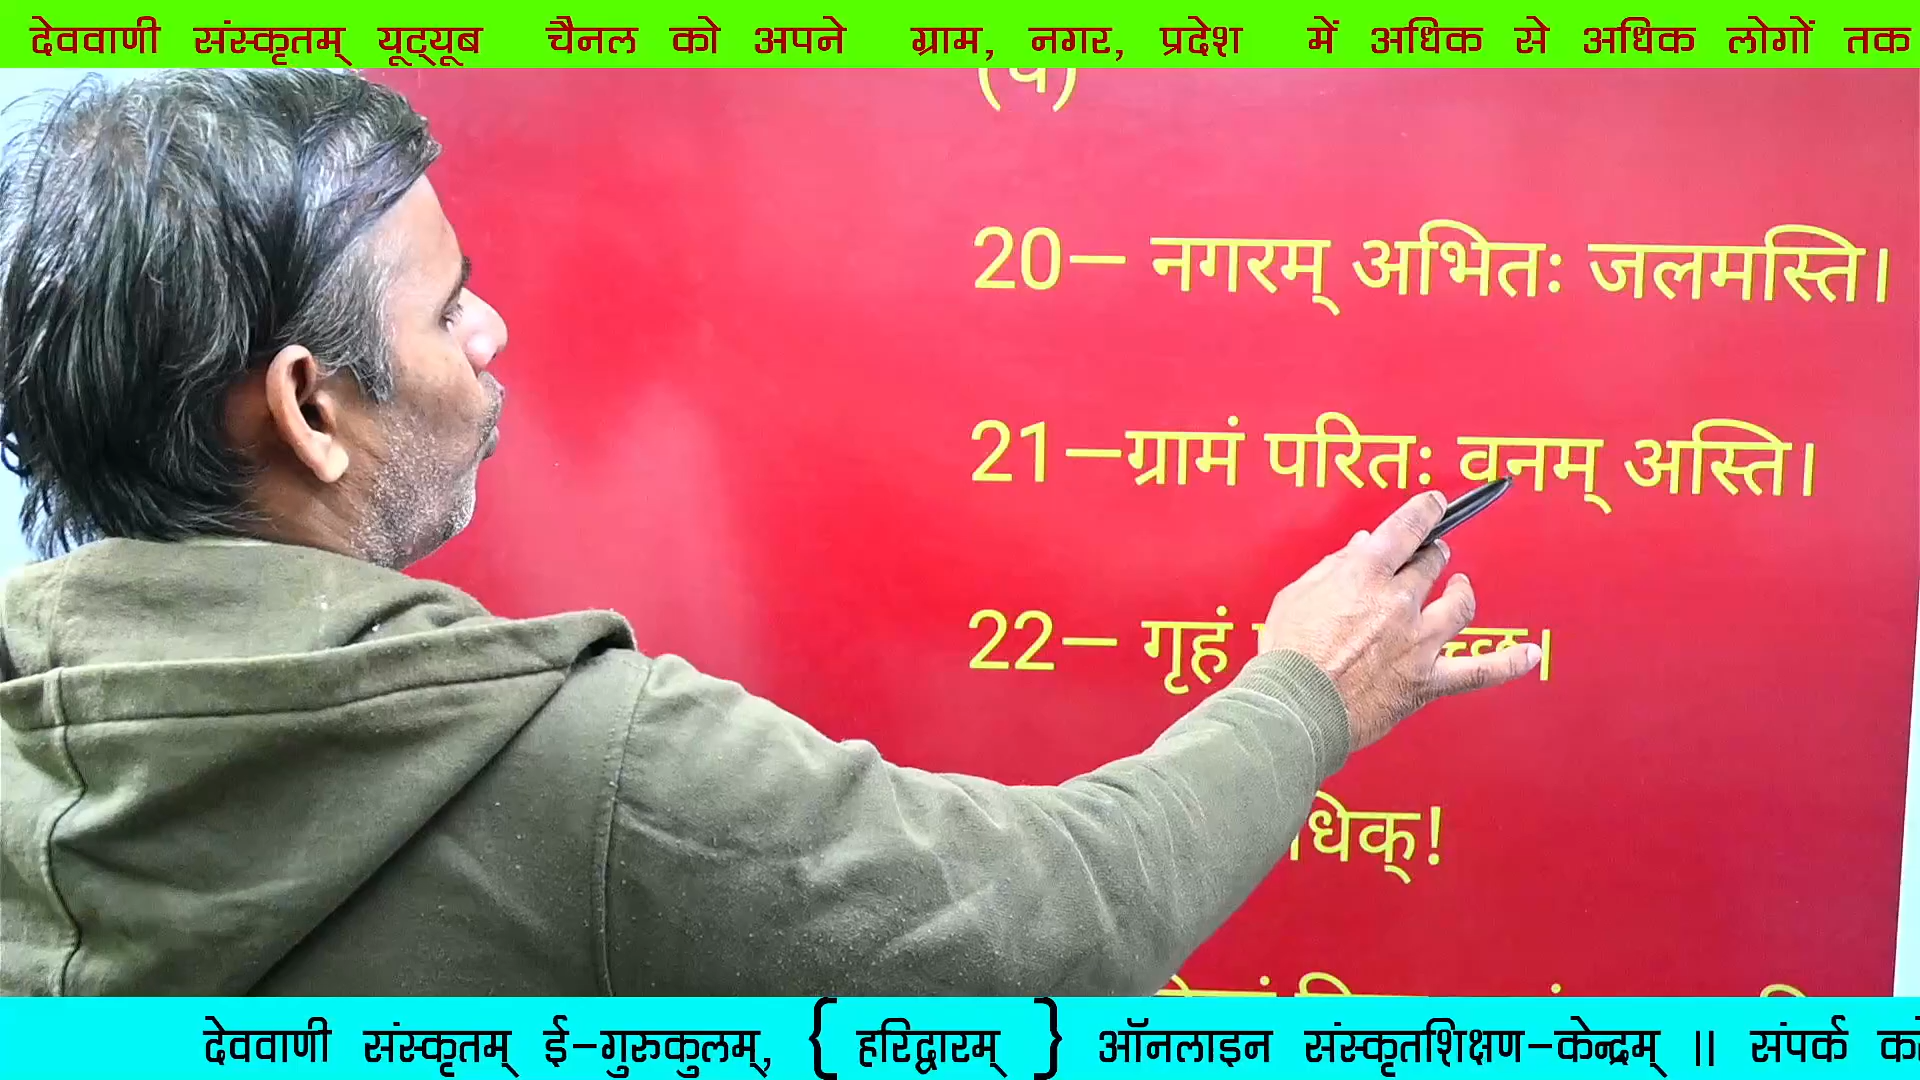 देववाणी संस्कृतम् यूट्यूब चैनल को अपने ग्राम, नगर, प्रदेश में अधिक से अधिक लोगों तक
20— नगरम् अभितः जलमस्ति।
21—ग्रामं परितः वनम् अस्ति।
22— गृहं
धिक्!
देववाणी संस्कृतम् ई-गुरुकुलम्, { हरिद्वारम् } ऑनलाइन संस्कृतशिक्षण-केन्द्रम् ॥ संपर्क